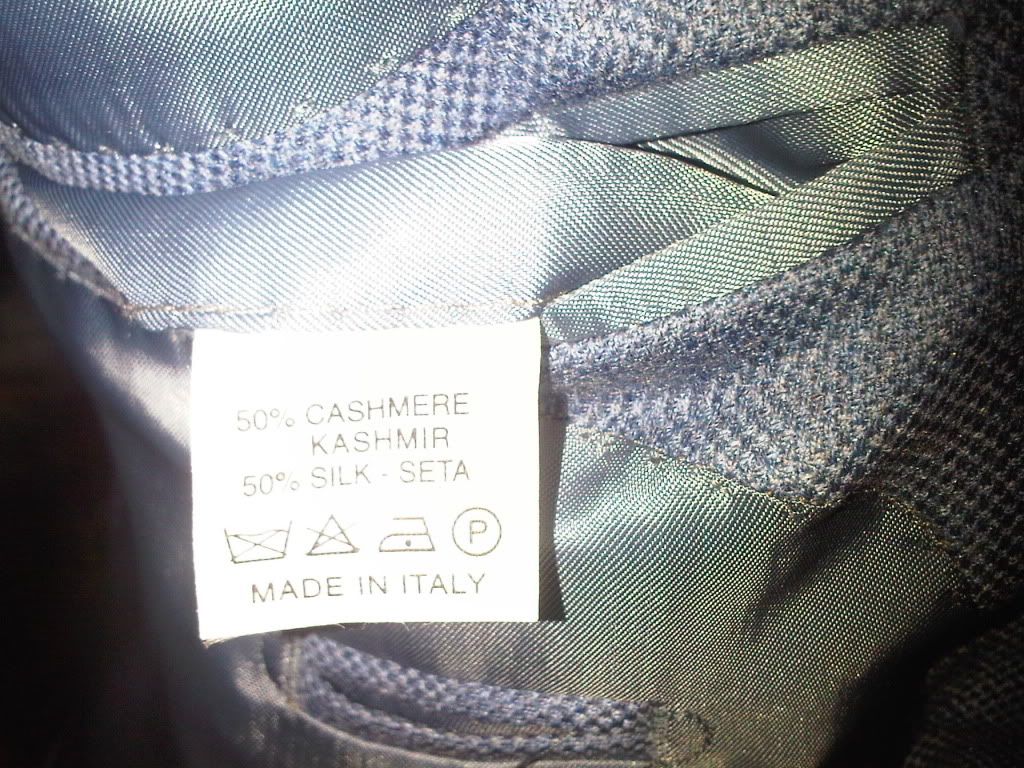 50% CASHMERE
KASHMIR
50% SILK - SETA
P
MADE IN ITALY